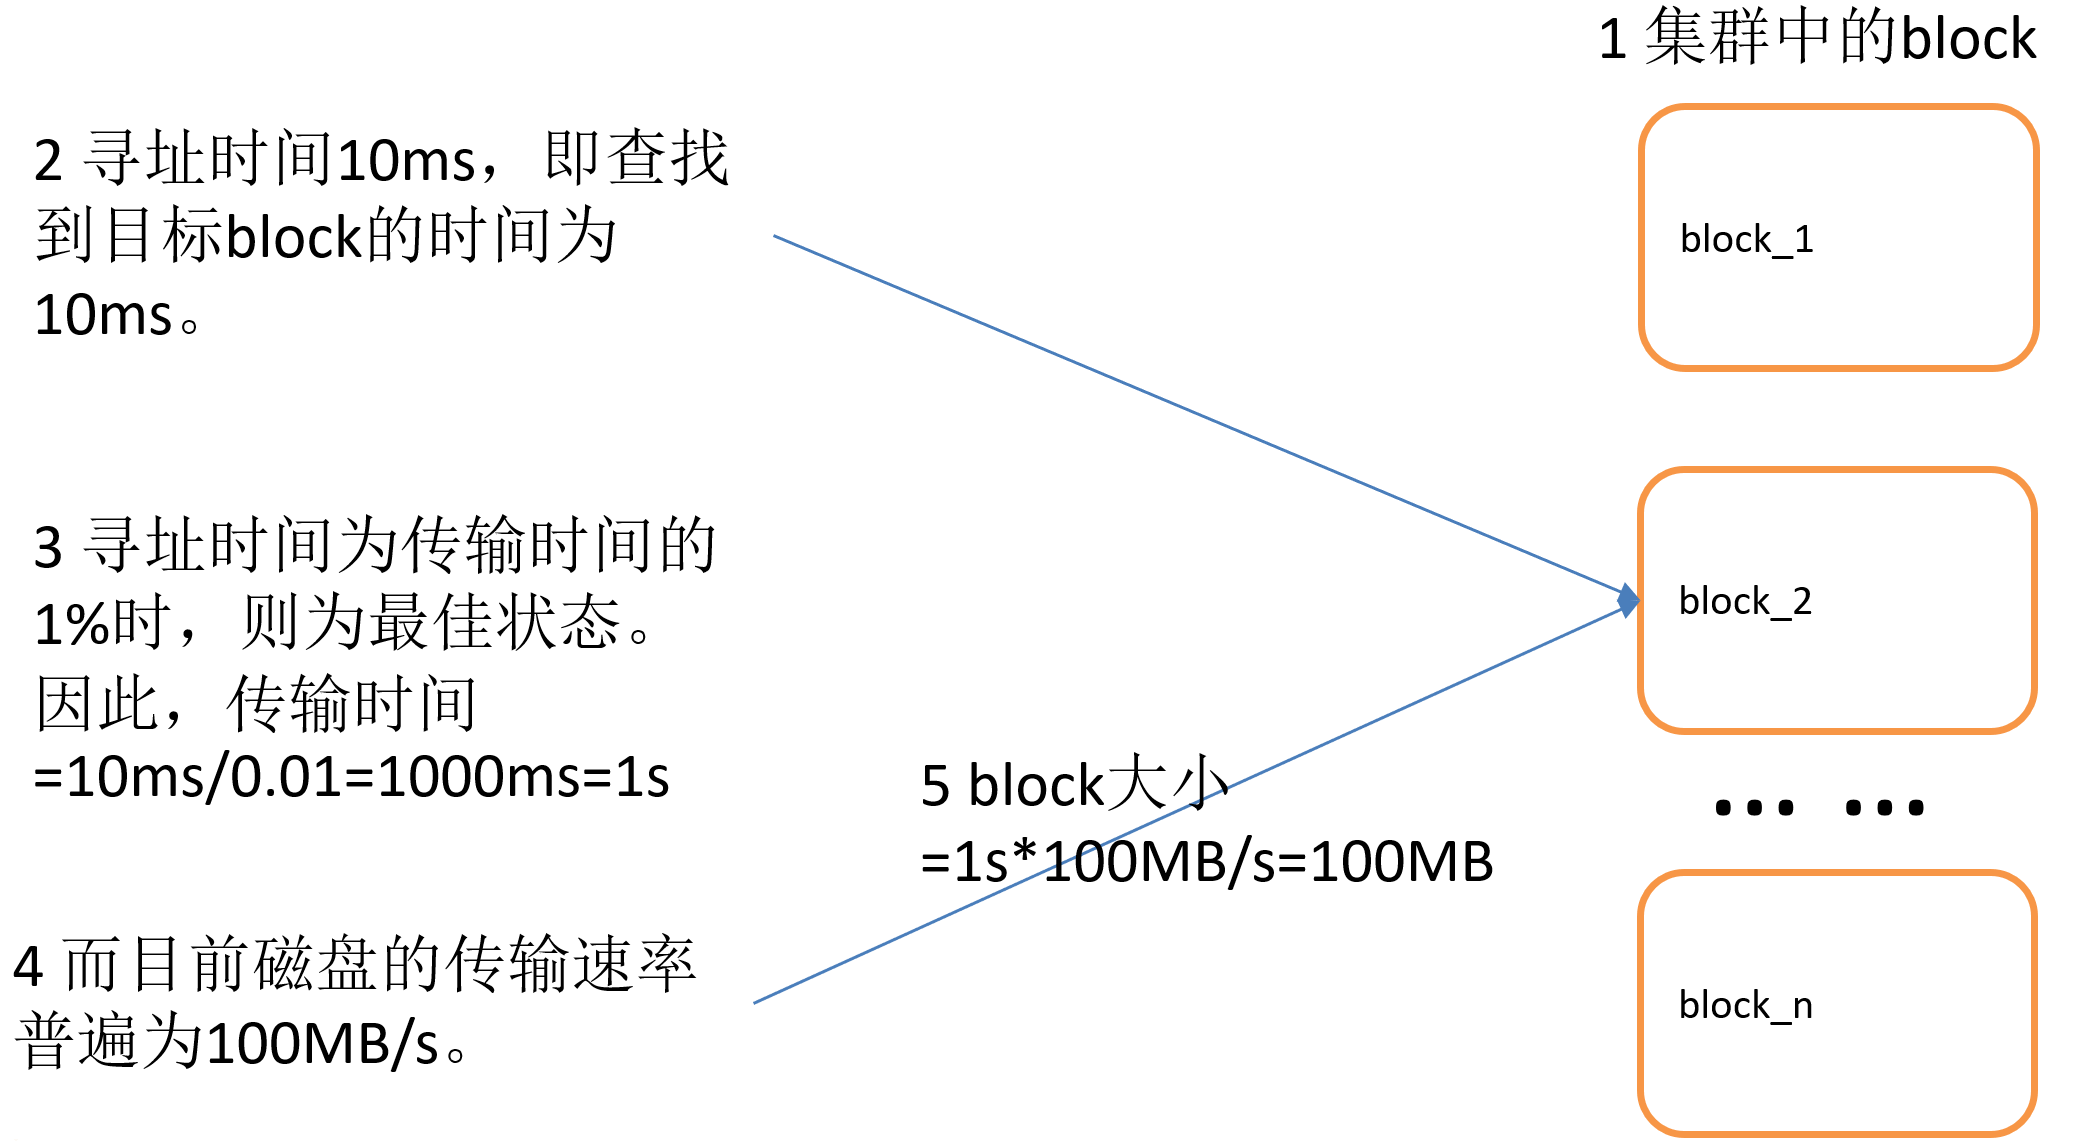 1 集群中的block
2 寻址时间10ms，即查找
到目标block的时间为
10ms。
block_1
3 寻址时间为传输时间的
1%时，则为最佳状态。
因此，传输时间
=10ms/0.01=1000ms=1s
block_2
5 block大小
=1s*100MB/s=100MB
... ...
4 而目前磁盘的传输速率
普遍为100MB/s。
block_n